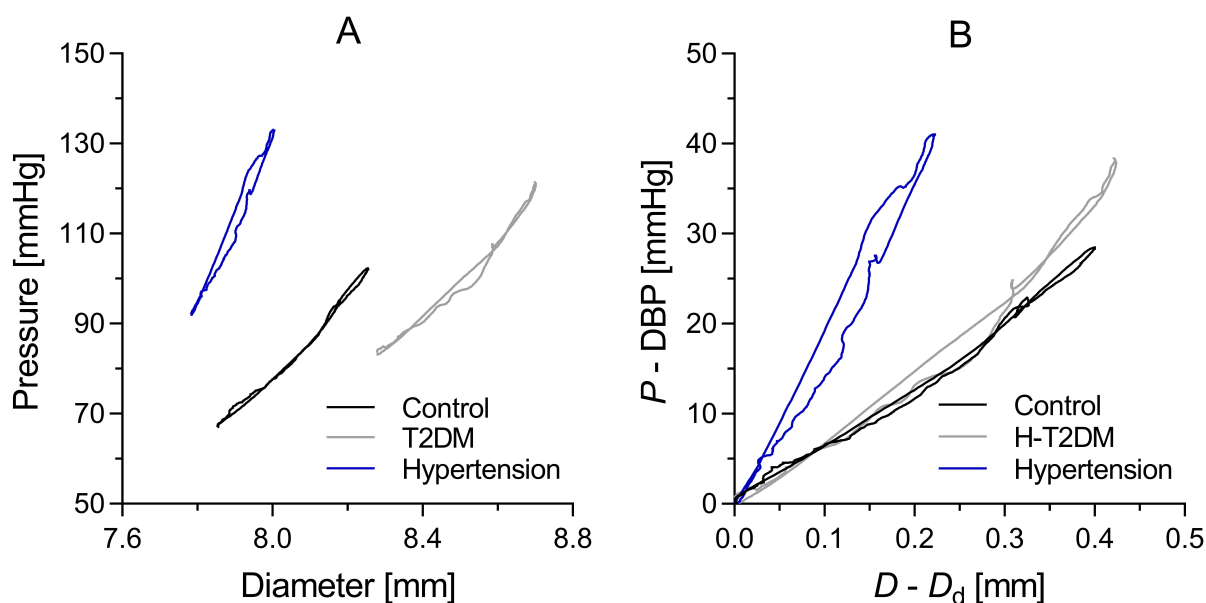 A
150
130
110
90
70
50
7.6
8.0
8.4
8.8
Pressure [mmHg]
Diameter [mm]
Control
T2DM
Hypertension
B
50
40
30
20
10
0
0.0
0.1
0.2
0.3
0.4
0.5
P - DBP [mmHg]
D - Dd [mm]
Control
H-T2DM
Hypertension